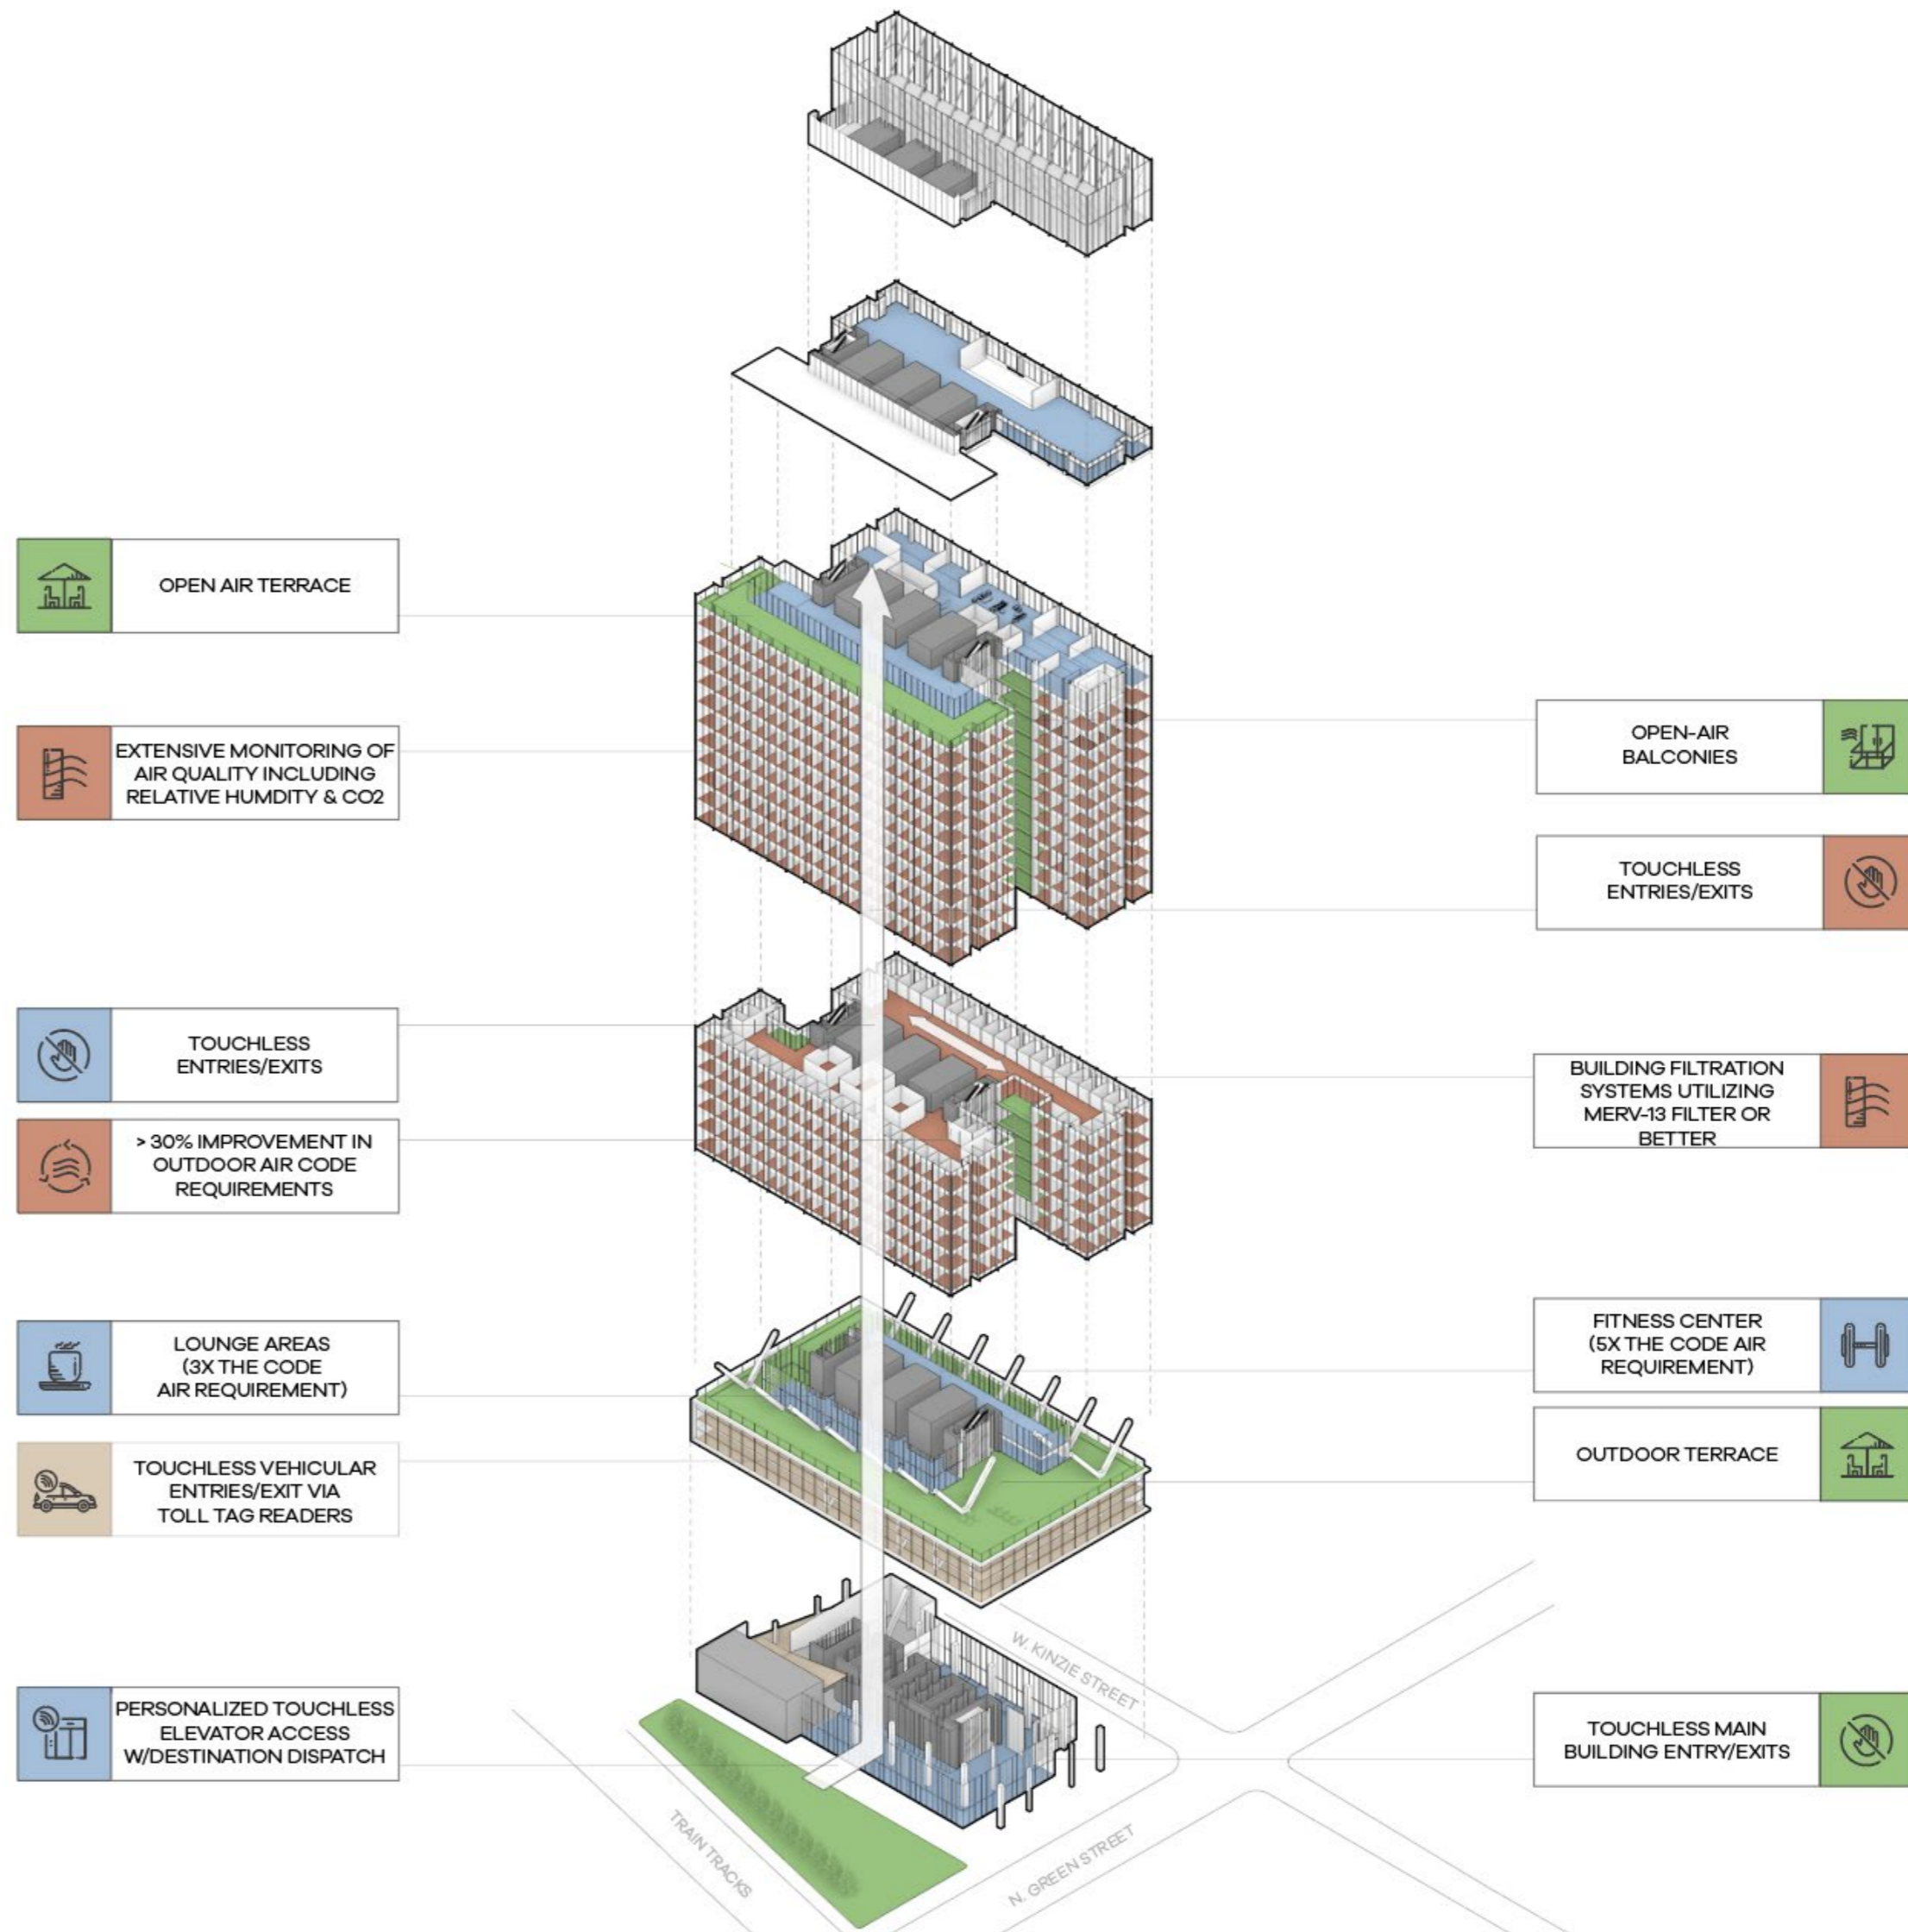 OPEN AIR TERRACE
EXTENSIVE MONITORING OF
AIR QUALITY INCLUDING
RELATIVE HUMDITY & CO2
TOUCHLESS
ENTRIES/EXITS
> 30% IMPROVEMENT IN
OUTDOOR AIR CODE
REQUIREMENTS
LOUNGE AREAS
(3X THE CODE
AIR REQUIREMENT)
TOUCHLESS VEHICULAR
ENTRIES/EXIT VIA
TOLL TAG READERS
PERSONALIZED TOUCHLESS
ELEVATOR ACCESS
W/DESTINATION DISPATCH
OPEN-AIR
BALCONIES
TOUCHLESS
ENTRIES/EXITS
BUILDING FILTRATION
SYSTEMS UTILIZING
MERV-13 FILTER OR
BETTER
FITNESS CENTER
(5X THE CODE AIR
REQUIREMENT)
OUTDOOR TERRACE
TOUCHLESS MAIN
BUILDING ENTRY/EXITS
W. KINZIE STREET
N. GREEN STREET
TRAIN TRACKS